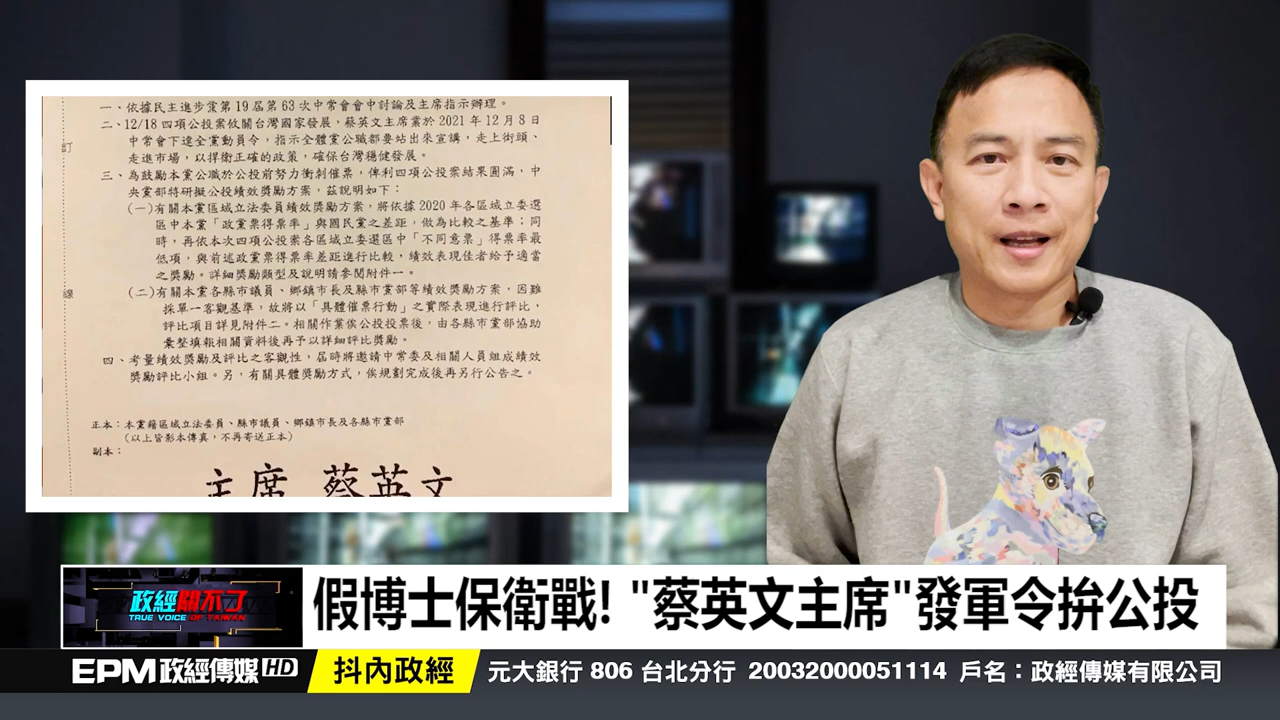 一、依據民主進步黨第19屆第63次中常會會中討論及主席指示辦理。
二、12/18四項公投案攸關台灣國家發展，蔡英文主席業於2021年12月8日
中常會下達全黨動員令，指示全體黨公職都要站出來宣講，走上街頭、
走進市場，以捍衛正確的政策，確保台灣穩健發展。
三、為鼓勵本黨公職於公投前努力衝刺催票，俾利四項公投案結果圓滿，中
央黨部特研擬公投績效獎勵方案，茲說明如下：
(一)有關本黨區域立法委員績效獎勵方案，將依據2020年各區域立委選
區中本黨「政黨票得票率」與國民黨之差距，做為比較之基準；同
時，再依本次四項公投案各區域立委選區中「不同意票」得票率最
低項，與前述政黨票得票率差距進行比較，績效表現佳者給予適當
之獎勵。詳細獎勵類型及說明請參閱附件一。
(二)有關本黨各縣市議員、鄉鎮市長及縣市黨部等績效獎勵方案，因難
採單一客觀基準，故將以「具體催票行動」之實際表現進行評比，
評比項目詳見附件二。相關作業俟公投投票後，由各縣市黨部協助
彙整填報相關資料後再予以詳細評比獎勵。
四、考量績效獎勵及評比之客觀性，屆時將邀請中常委及相關人員組成績效
獎勵評比小組。另，有關具體獎勵方式，俟規劃完成後再另行公告之。
訂
線
正本：本黨籍區域立法委員、縣市議員、鄉鎮市長及各縣市黨部
(以上皆影本傳真，不再寄送正本)
副本：
主席 蔡英文
政經關不了
TRUE VOICE OF TAIWAN
假博士保衛戰! "蔡英文主席"發軍令拚公投
EPM政經傳媒HD
抖內政經
元大銀行 806 台北分行 20032000051114 戶名：政經傳媒有限公司